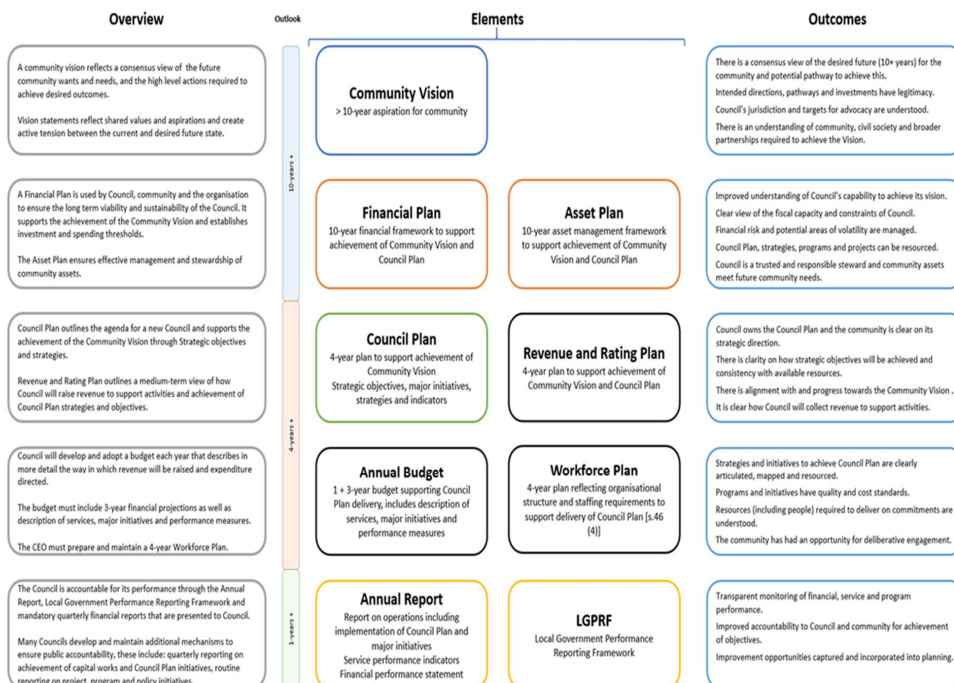 Overview
Outlook
Elements
Outcomes
A community vision reflects a consensus view of the future
community wants and needs, and the high level actions required to
achieve desired outcomes.
Vision statements reflect shared values and aspirations and create
active tension between the current and desired future state.
10-years +
Community Vision
> 10-year aspiration for community
There is a consensus view of the desired future (10+ years) for the
community and potential pathway to achieve this.
Intended directions, pathways and investments have legitimacy.
Council's jurisdiction and targets for advocacy are understood.
There is an understanding of community, civil society and broader
partnerships required to achieve the Vision.
A Financial Plan is used by Council, community and the organisation
to ensure the long term viability and sustainability of the Council. It
supports the achievement of the Community Vision and establishes
investment and spending thresholds.
The Asset Plan ensures effective management and stewardship of
community assets.
Financial Plan
10-year financial framework to support
achievement of Community Vision and
Council Plan
Asset Plan
10-year asset management framework
to support achievement of Community
Vision and Council Plan
Improved understanding of Council's capability to achieve its vision.
Clear view of the fiscal capacity and constraints of Council.
Financial risk and potential areas of volatility are managed.
Council Plan, strategies, programs and projects can be resourced.
Council is a trusted and responsible steward and community assets
meet future community needs.
Council Plan outlines the agenda for a new Council and supports the
achievement of the Community Vision through Strategic objectives
and strategies.
Revenue and Rating Plan outlines a medium-term view of how
Council will raise revenue to support activities and achievement of
Council Plan strategies and objectives.
4-years +
Council Plan
4-year plan to support achievement of
Community Vision
Strategic objectives, major initiatives,
strategies and indicators
Revenue and Rating Plan
4-year plan to support achievement of
Community Vision and Council Plan
Council owns the Council Plan and the community is clear on its
strategic direction.
There is clarity on how strategic objectives will be achieved and
consistency with available resources.
There is alignment with and progress towards the Community Vision .
It is clear how Council will collect revenue to support activities.
Council will develop and adopt a budget each year that describes in
more detail the way in which revenue will be raised and expenditure
directed.
The budget must include 3-year financial projections as well as
description of services, major initiatives and performance measures.
The CEO must prepare and maintain a 4-year Workforce Plan.
Annual Budget
1 + 3-year budget supporting Council
Plan delivery, includes description of
services, major initiatives and
performance measures
Workforce Plan
4-year plan reflecting organisational
structure and staffing requirements to
support delivery of Council Plan [s.46
(4)]
Strategies and initiatives to achieve Council Plan are clearly
articulated, mapped and resourced.
Programs and initiatives have quality and cost standards.
Resources (including people) required to deliver on commitments are
understood.
The community has had an opportunity for deliberative engagement.
The Council is accountable for its performance through the Annual
Report, Local Government Performance Reporting Framework and
mandatory quarterly financial reports that are presented to Council.
Many Councils develop and maintain additional mechanisms to
ensure public accountability, these include: quarterly reporting on
achievement of capital works and Council Plan initiatives, routine
reporting on project, program and policy initiatives.
1-years +
Annual Report
Report on operations including
implementation of Council Plan and
major initiatives
Service performance indicators
Financial performance statement
LGPRF
Local Government Performance
Reporting Framework
Transparent monitoring of financial, service and program
performance.
Improved accountability to Council and community for achievement
of objectives.
Improvement opportunities captured and incorporated into planning.